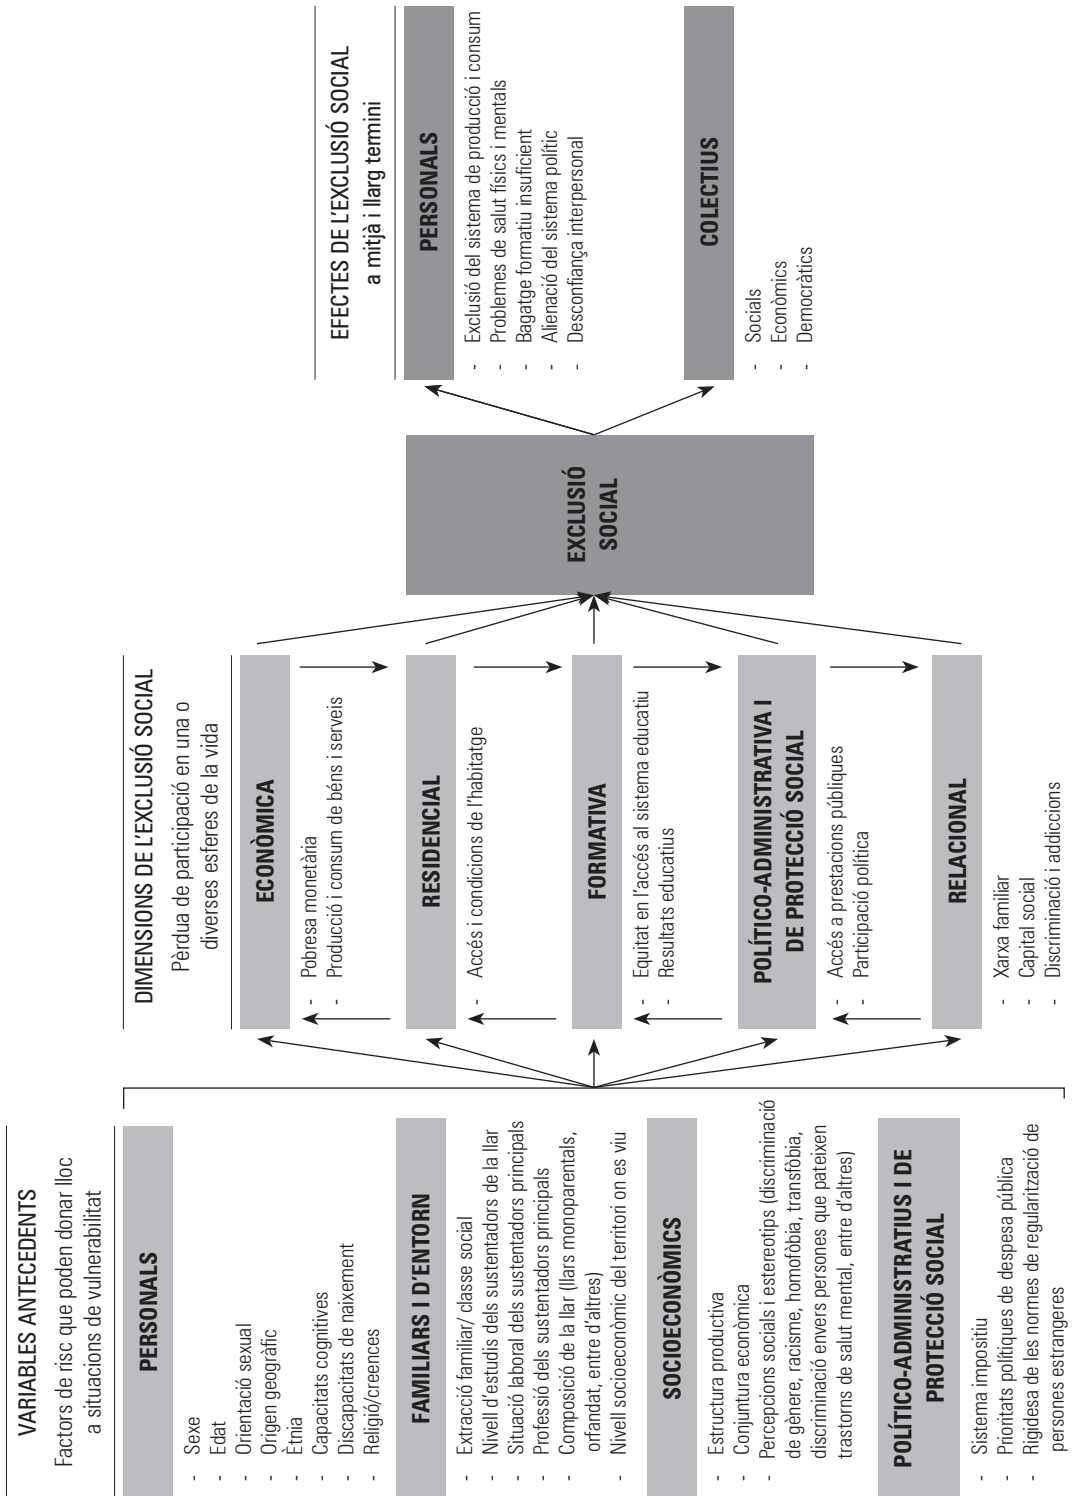 VARIABLES ANTECEDENTS
Factors de risc que poden donar lloc
a situacions de vulnerabilitat
PERSONALS
- Sexe
- Edat
- Orientació sexual
- Origen geogràfic
- Ètnia
- Capacitats cognitives
- Discapacitats de naixement
- Religió/creences
FAMILIARS I D'ENTORN
- Extracció familiar/ classe social
- Nivell d'estudis dels sustentadors de la llar
- Situació laboral dels sustentadors principals
- Professió dels sustentadors principals
- Composició de la llar (llars monoparentals,
orfandat, entre d'altres)
- Nivell socioeconòmic del territori on es viu
SOCIOECONÒMICS
- Estructura productiva
- Conjuntura econòmica
- Percepcions socials i estereotips (discriminació
de gènere, racisme, homofòbia, transfòbia,
discriminació envers persones que pateixen
trastorns de salut mental, entre d'altres)
POLÍTICO-ADMINISTRATIUS I DE
PROTECCIÓ SOCIAL
- Sistema impositiu
- Prioritats polítiques de despesa pública
- Rigidesa de les normes de regularització de
persones estrangeres
DIMENSIONS DE L'EXCLUSIÓ SOCIAL
Pèrdua de participació en una o
diverses esferes de la vida
ECONÒMICA
- Pobresa monetària
- Producció i consum de béns i serveis
RESIDENCIAL
- Accés i condicions de l'habitatge
FORMATIVA
- Equitat en l'accés al sistema educatiu
- Resultats educatius
POLÍTICO-ADMINISTRATIVA I
DE PROTECCIÓ SOCIAL
- Accés a prestacions públiques
- Participació política
RELACIONAL
- Xarxa familiar
- Capital social
- Discriminació i addiccions
EXCLUSIÓ
SOCIAL
EFECTES DE L'EXCLUSIÓ SOCIAL
a mitjà i llarg termini
PERSONALS
- Exclusió del sistema de producció i consum
- Problemes de salut físics i mentals
- Bagatge formatiu insuficient
- Alienació del sistema polític
- Desconfiança interpersonal
COLECTIUS
- Socials
- Econòmics
- Democràtics